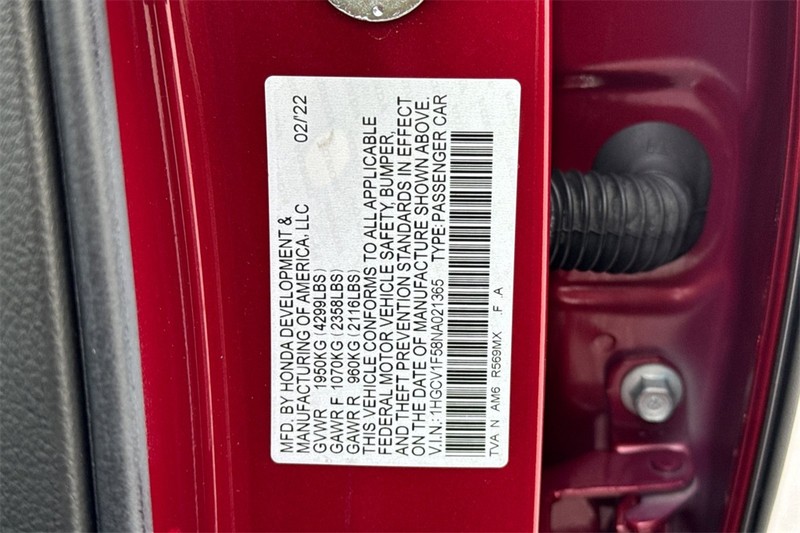 MFD. BY HONDA DEVELOPMENT &
MANUFACTURING OF AMERICA, LLC 02/'22
GVWR 1950KG (4299LBS)
GAWR F 1070KG (2358LBS)
GAWR R 960KG (2116LBS)
THIS VEHICLE CONFORMS TO ALL APPLICABLE
FEDERAL MOTOR VEHICLE SAFETY, BUMPER,
AND THEFT PREVENTION STANDARDS IN EFFECT
ON THE DATE OF MANUFACTURE SHOWN ABOVE.
V.I.N.: 1HGCV1F58NA021365 TYPE: PASSENGER CAR
TVA N AM6 R569MX :F :A